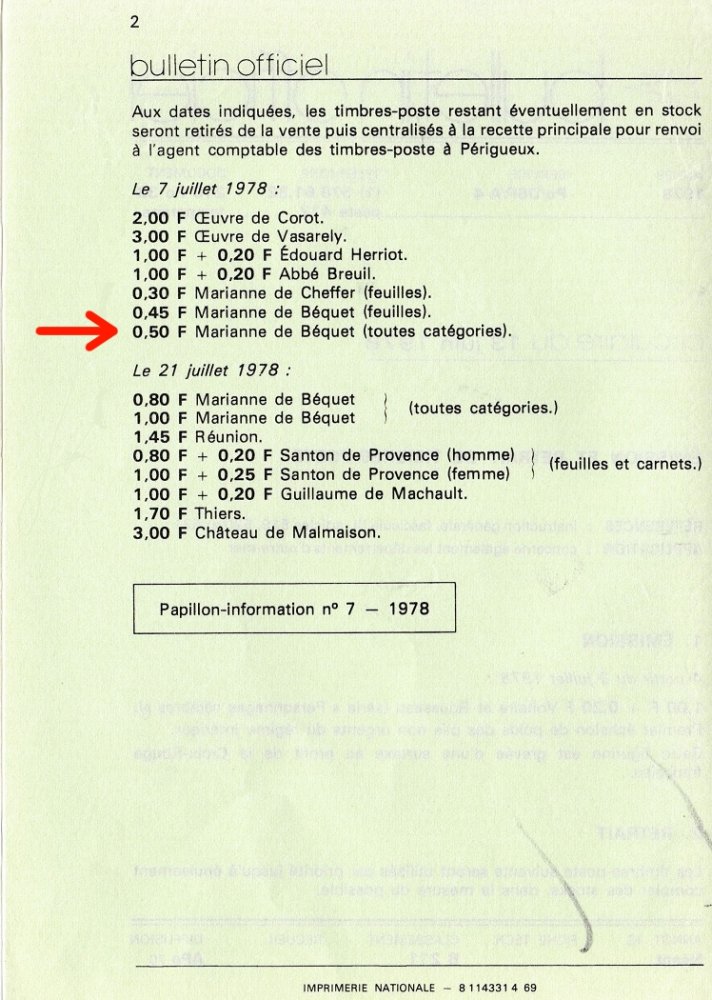 2
bulletin officiel
Aux dates indiquées, les timbres-poste restant éventuellement en stock
seront retirés de la vente puis centralisés à la recette principale pour renvoi
à l'agent comptable des timbres-poste à Périgueux.
Le 7 juillet 1978 :
2,00 F Œuvre de Corot.
3,00 F Œuvre de Vasarely.
1,00 F + 0,20 F Édouard Herriot.
1,00 F + 0,20 F Abbé Breuil.
0,30 F Marianne de Cheffer (feuilles).
0,45 F Marianne de Béquet (feuilles).
0,50 F Marianne de Béquet (toutes catégories).
Le 21 juillet 1978 :
0,80 F Marianne de Béquet
1,00 F Marianne de Béquet
(toutes catégories.)
1,45 F Réunion.
0,80 F + 0,20 F Santon de Provence (homme)
1,00 F + 0,25 F Santon de Provence (femme)
(feuilles et carnets.)
1,00 F + 0,20 F Guillaume de Machault.
1,70 F Thiers.
3,00 F Château de Malmaison.
Papillon-information nº 7 — 1978
IMPRIMERIE NATIONALE — 8 114331 4 69